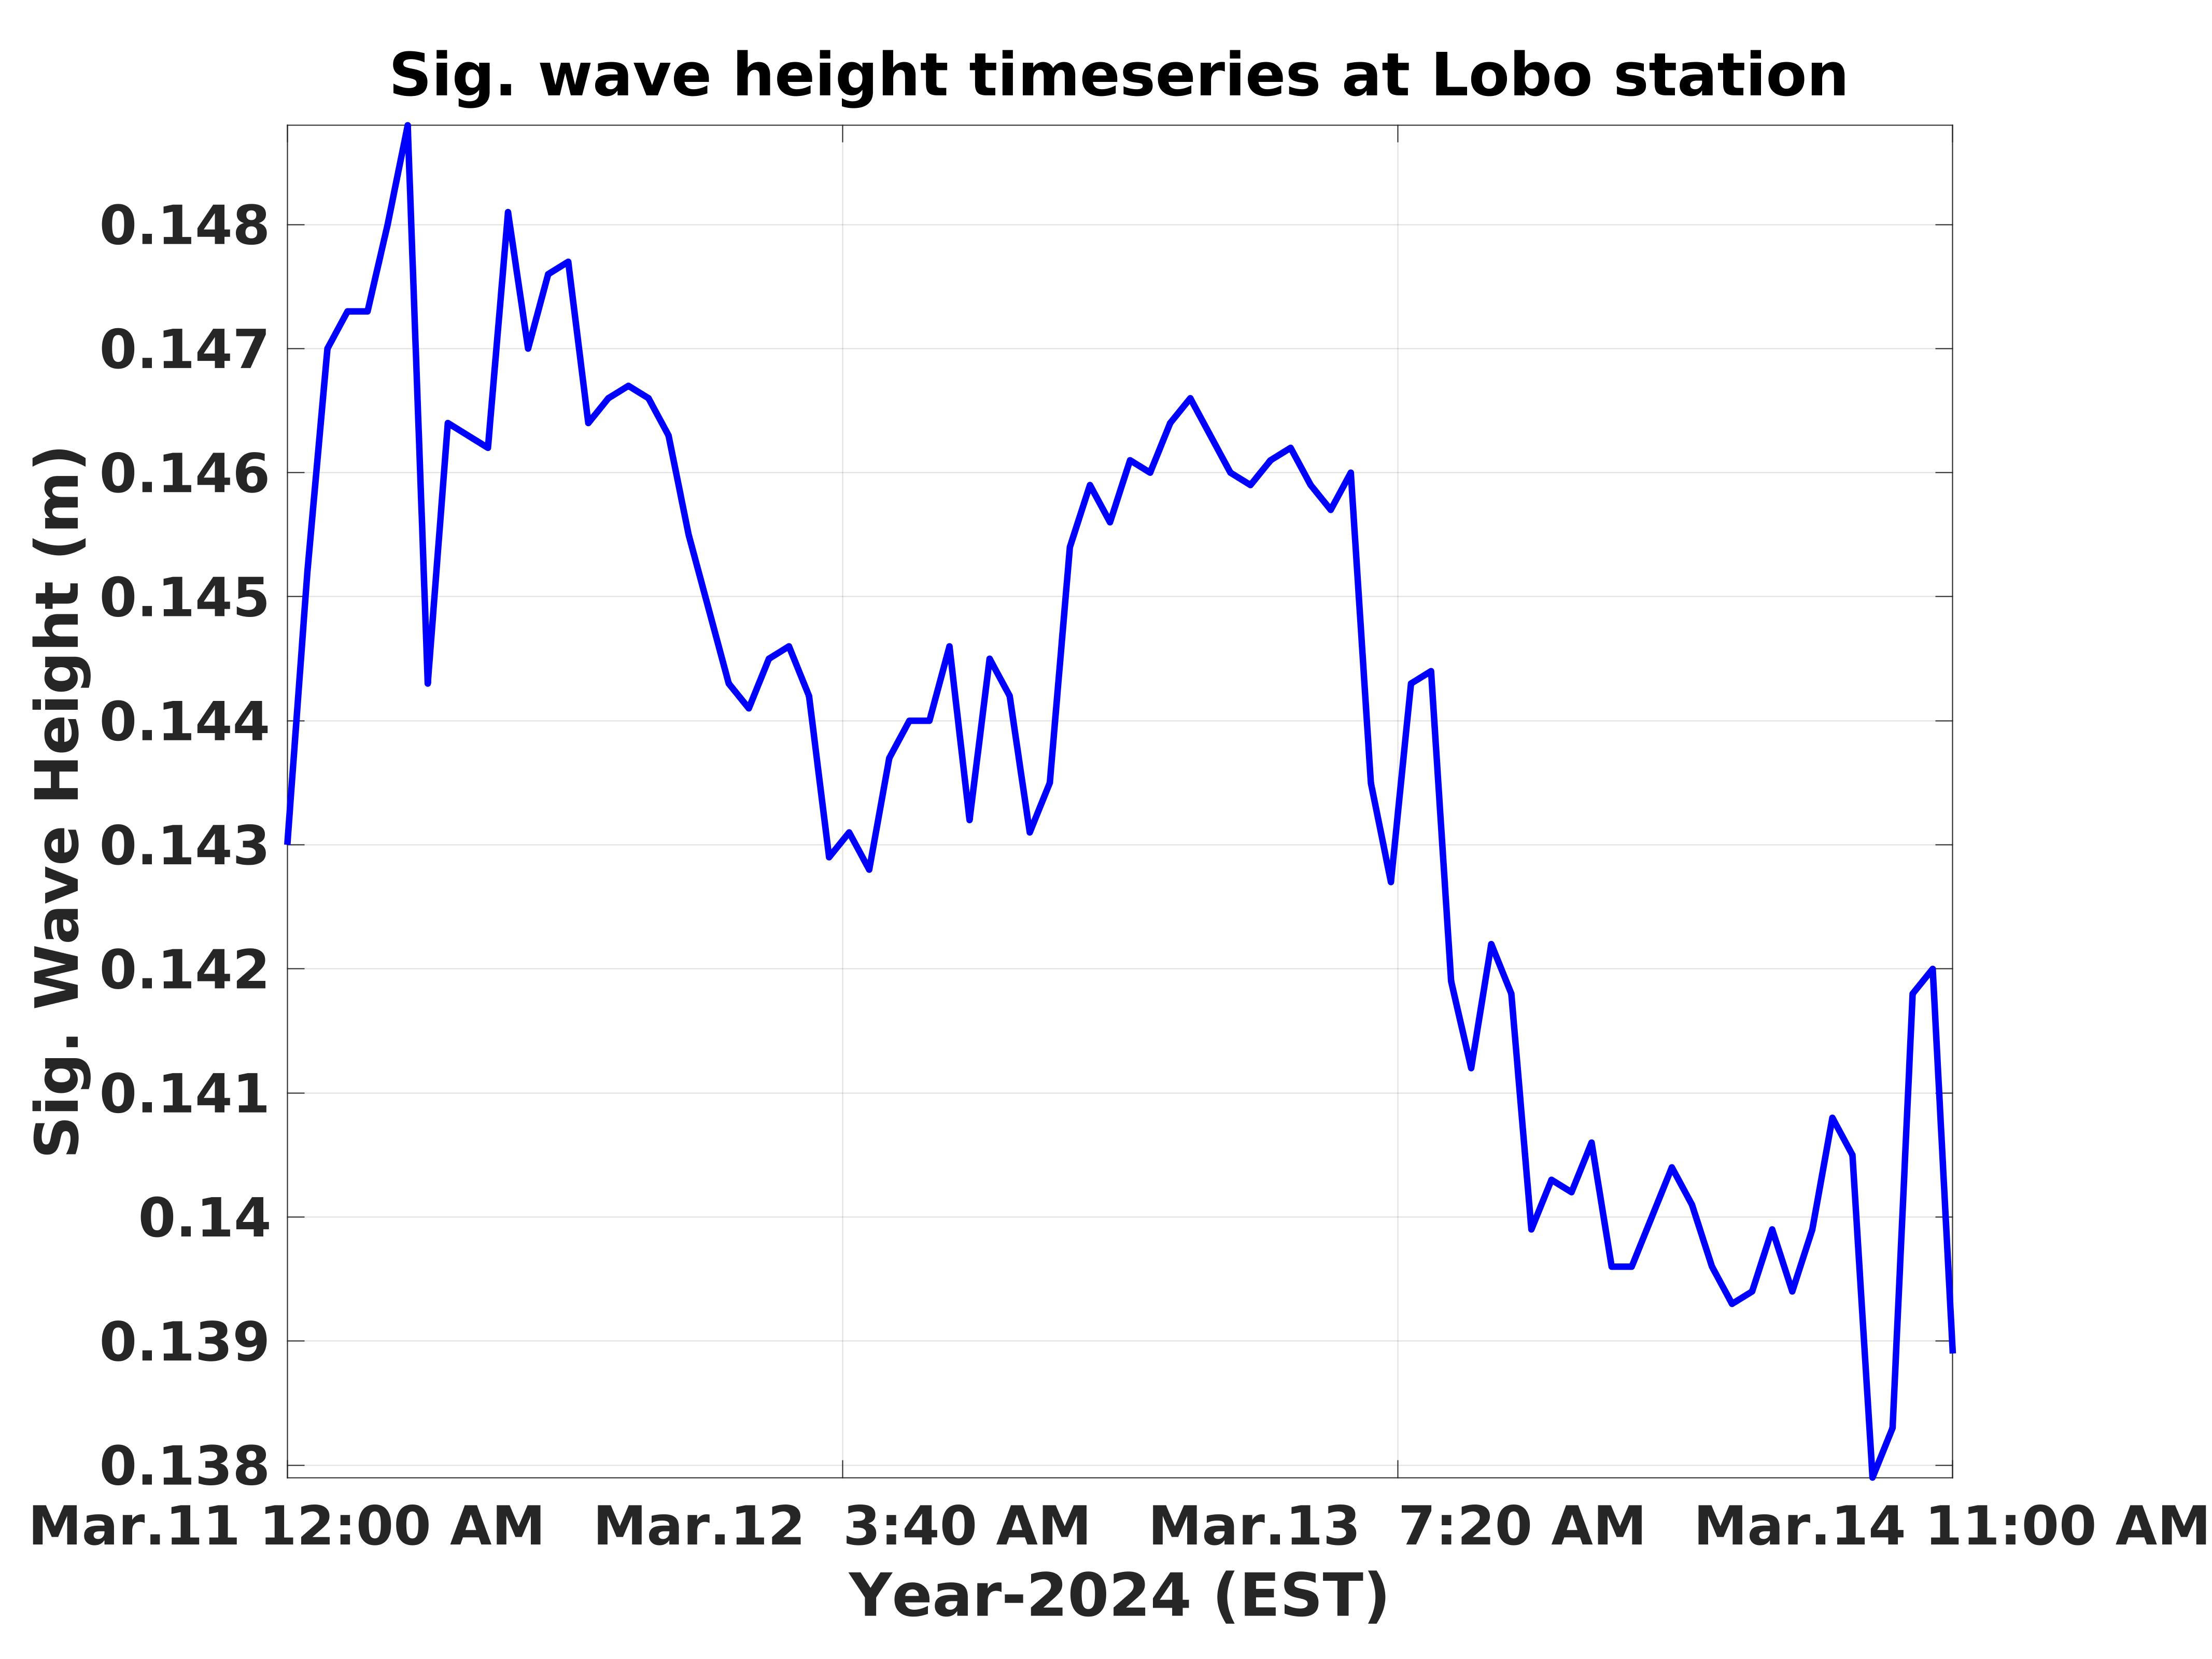 Sig. wave height timeseries at Lobo station
Sig. Wave Height (m)
0.148
0.147
0.146
0.145
0.144
0.143
0.142
0.141
0.14
0.139
0.138
Mar.11 12:00 AM Mar.12 3:40 AM Mar.13 7:20 AM Mar.14 11:00 AM
Year-2024 (EST)